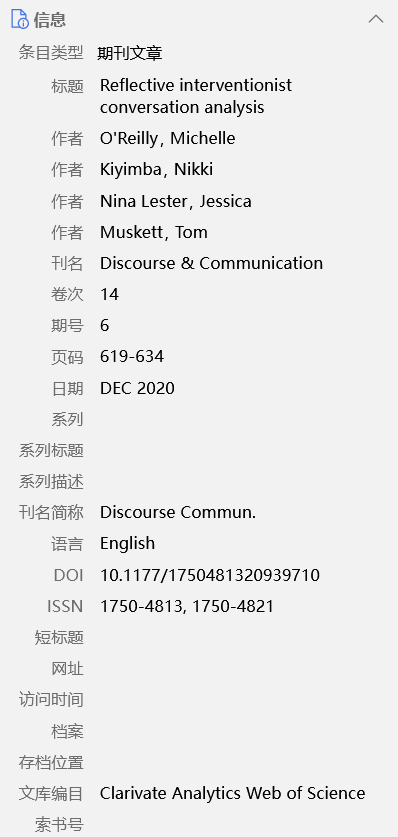 信息
条目类型 期刊文章
标题 Reflective interventionist
conversation analysis
作者 O'Reilly, Michelle
作者 Kiyimba, Nikki
作者 Nina Lester, Jessica
作者 Muskett, Tom
刊名 Discourse & Communication
卷次 14
期号 6
页码 619-634
日期 DEC 2020
系列
系列标题
系列描述
刊名简称 Discourse Commun.
语言 English
DOI 10.1177/1750481320939710
ISSN 1750-4813, 1750-4821
短标题
网址
访问时间
档案
存档位置
文库编目 Clarivate Analytics Web of Science
索书号